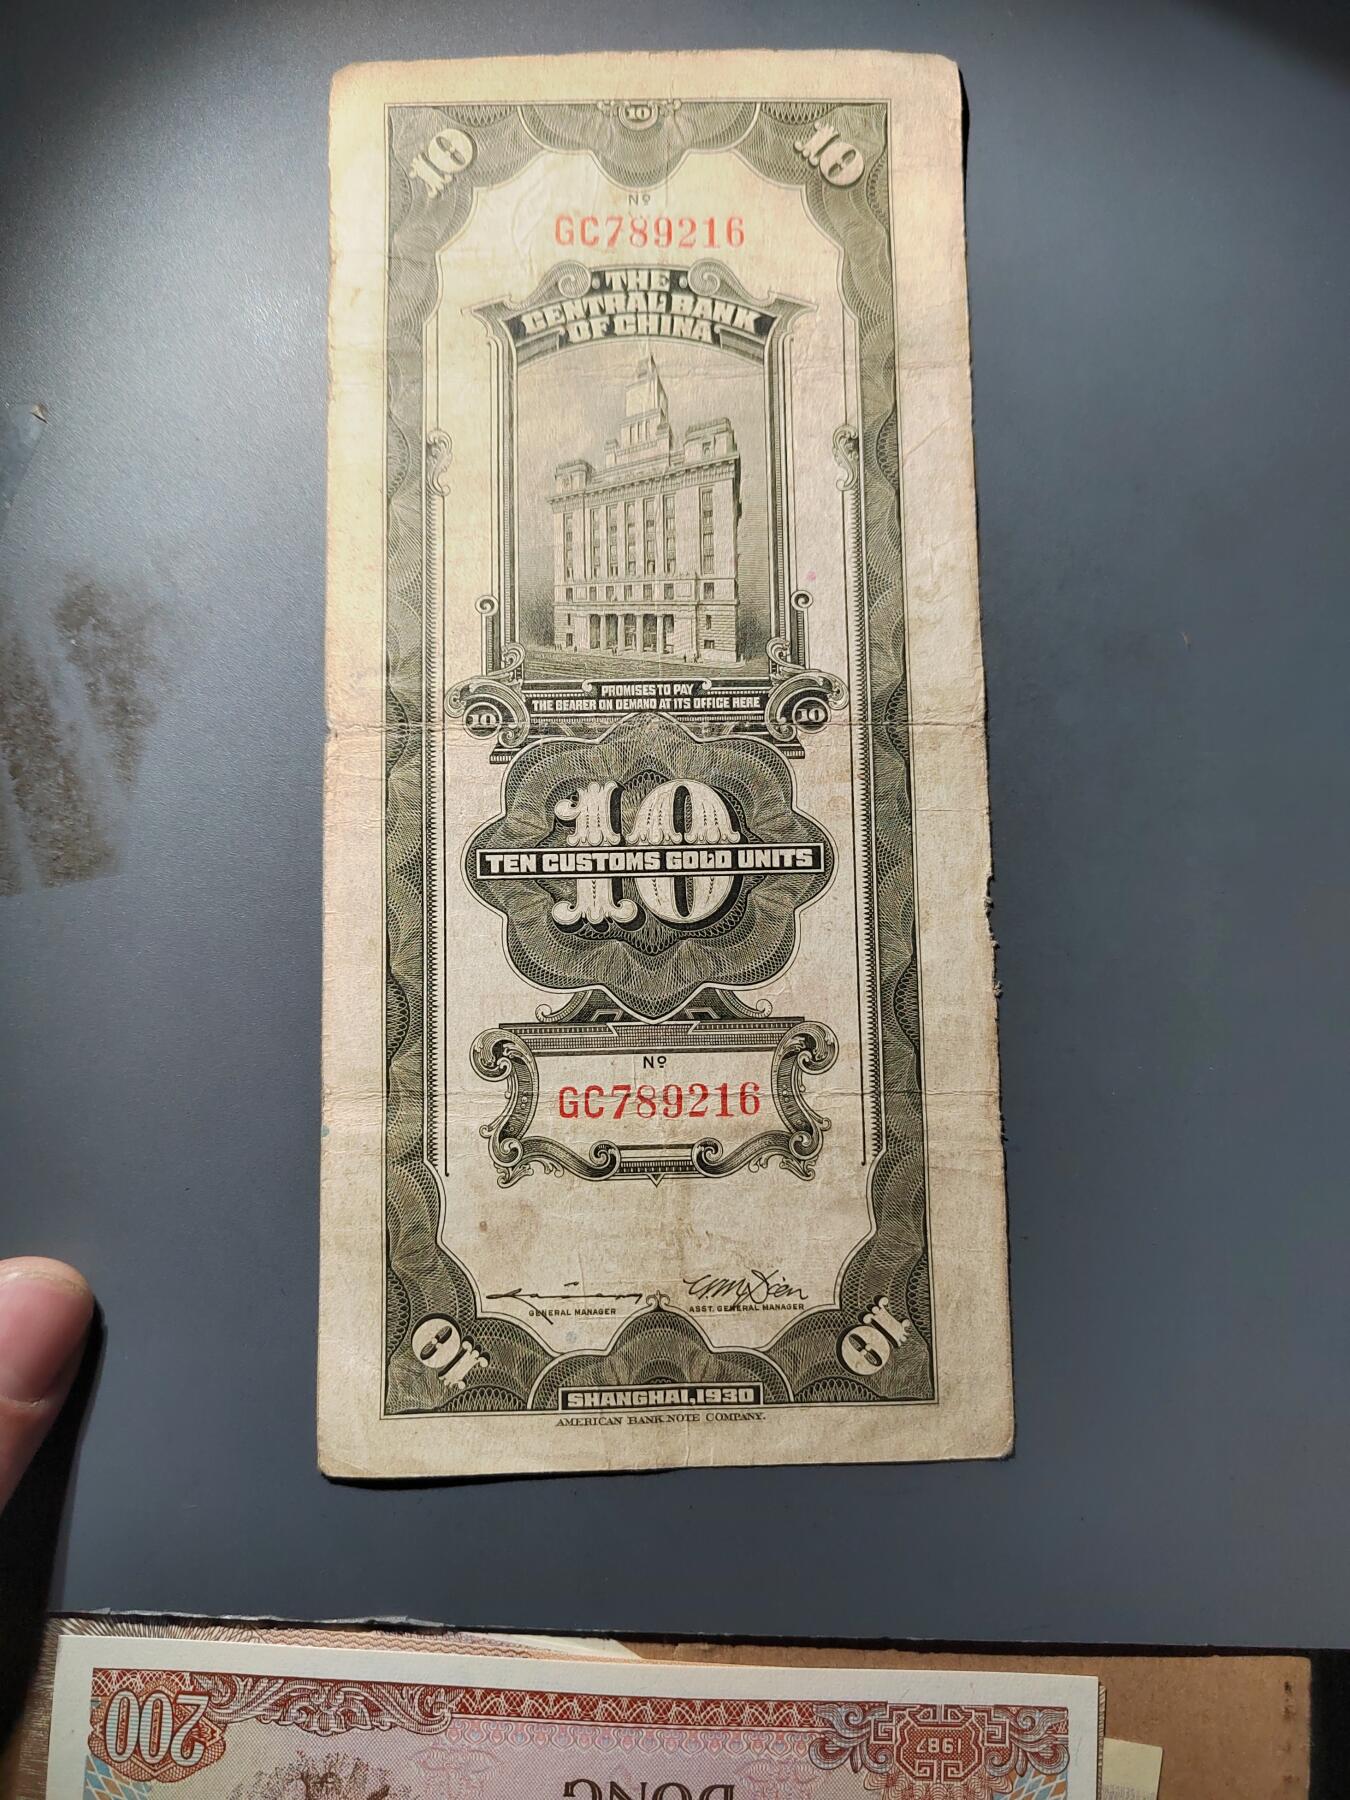 10
10 10
Nº
GC789216
THE
CENTRAL BANK
OF CHINA
PROMISES TO PAY
THE BEARER ON DEMAND AT ITS OFFICE HERE
10 10
10
TEN CUSTOMS GOLD UNITS
Nº
GC789216
GENERAL MANAGER ASST. GENERAL MANAGER
10 10
SHANGHAI, 1930
AMERICAN BANK NOTE COMPANY.
200
1987
DONG